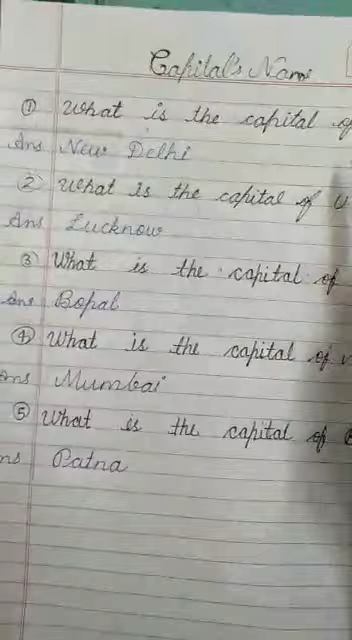 Capital's Name
① What is the capital of
Ans New Delhi
② What is the capital of U
Ans Lucknow
③ What is the capital of
Ans Bopal
④ What is the capital of
Ans Mumbai
⑤ What is the capital of
ns Patna